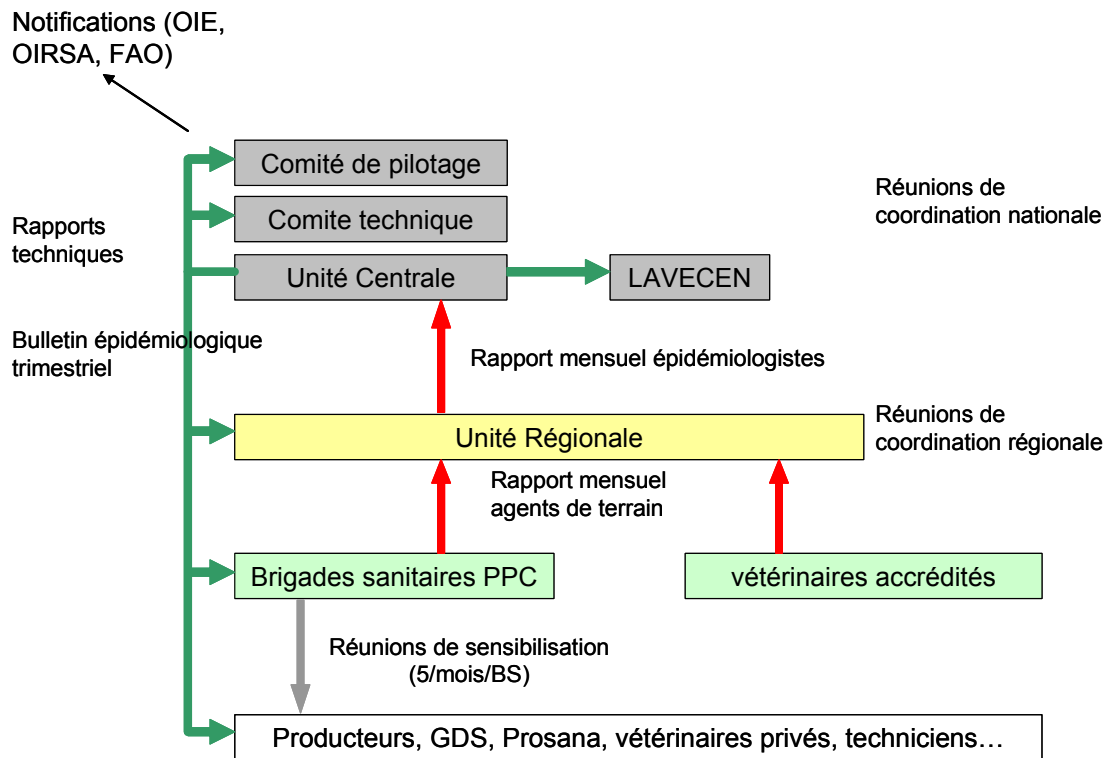 Notifications (OIE,
OIRSA, FAO)
Comité de pilotage
Réunions de
coordination nationale
Comite technique
Rapports
techniques
Unité Centrale
LAVECEN
Bulletin épidémiologique
trimestriel
Rapport mensuel épidémiologistes
Réunions de
coordination régionale
Unité Régionale
Rapport mensuel
agents de terrain
Brigades sanitaires PPC
vétérinaires accrédités
Réunions de sensibilisation
(5/mois/BS)
Producteurs, GDS, Prosana, vétérinaires privés, techniciens…